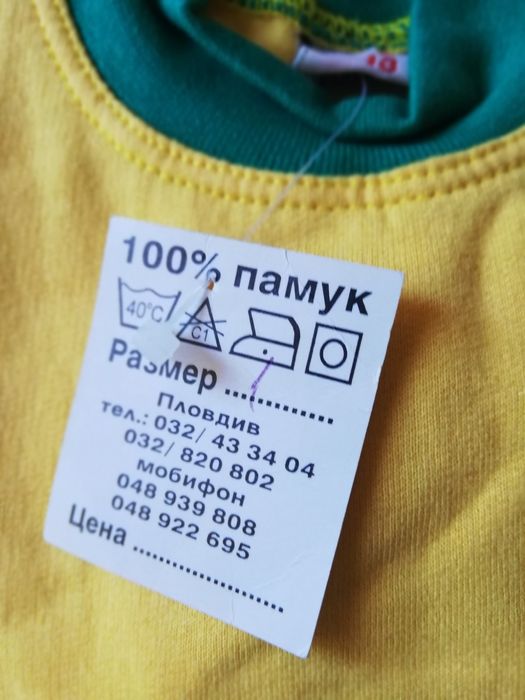 10
100% памук
40°C
C1
Размер ..............
Пловдив
тел.: 032/ 43 34 04
032/ 820 802
мобифон
048 939 808
048 922 695
Цена ......................